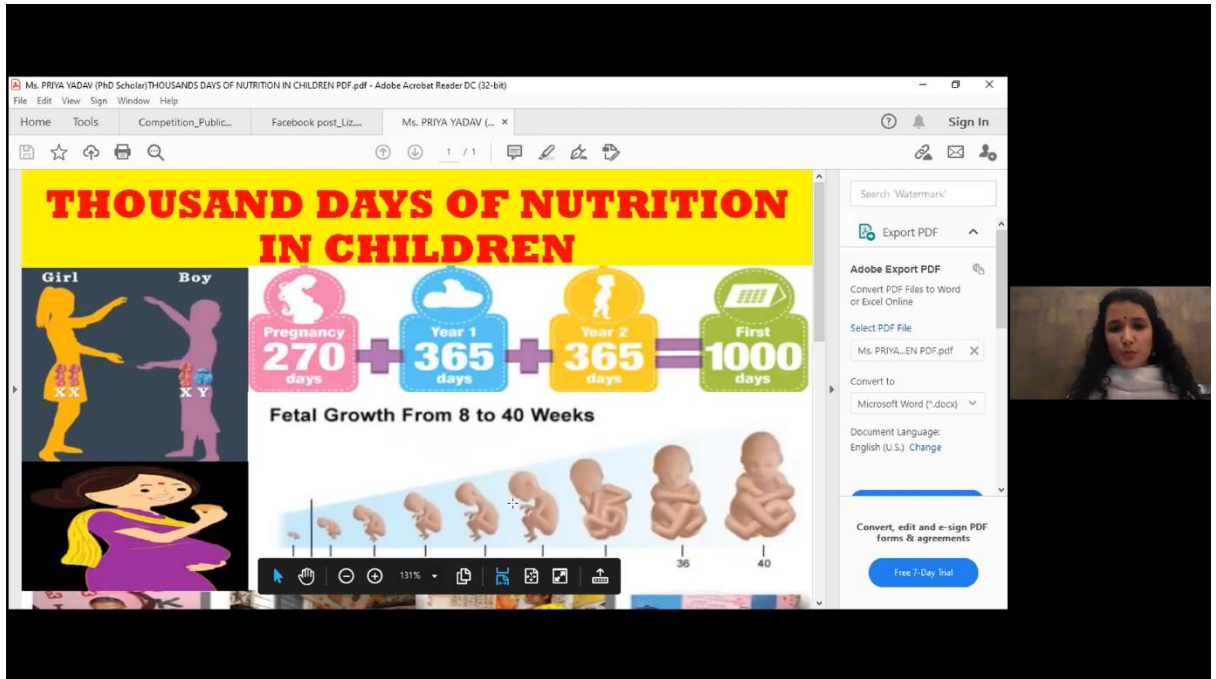 Ms. PRIYA YADAV (PhD Scholar)THOUSANDS DAYS OF NUTRITION IN CHILDREN PDF.pdf - Adobe Acrobat Reader DC (32-bit)
File Edit View Sign Window Help
Home Tools Competition_Public... Facebook post_Liz.... Ms. PRIYA YADAV (... ×
Sign In
1 / 1
THOUSAND DAYS OF NUTRITION
IN CHILDREN
Girl Boy
XX XY
Pregnancy
270
days
+
Year 1
365
days
+
Year 2
365
days
=
First
1000
days
Fetal Growth From 8 to 40 Weeks
36 40
131%
Search 'Watermark'
Export PDF
Adobe Export PDF
Convert PDF Files to Word
or Excel Online
Select PDF File
Ms. PRIYA...EN PDF.pdf ×
Convert to
Microsoft Word (*.docx)
Document Language:
English (U.S.) Change
Convert, edit and e-sign PDF
forms & agreements
Free 7-Day Trial